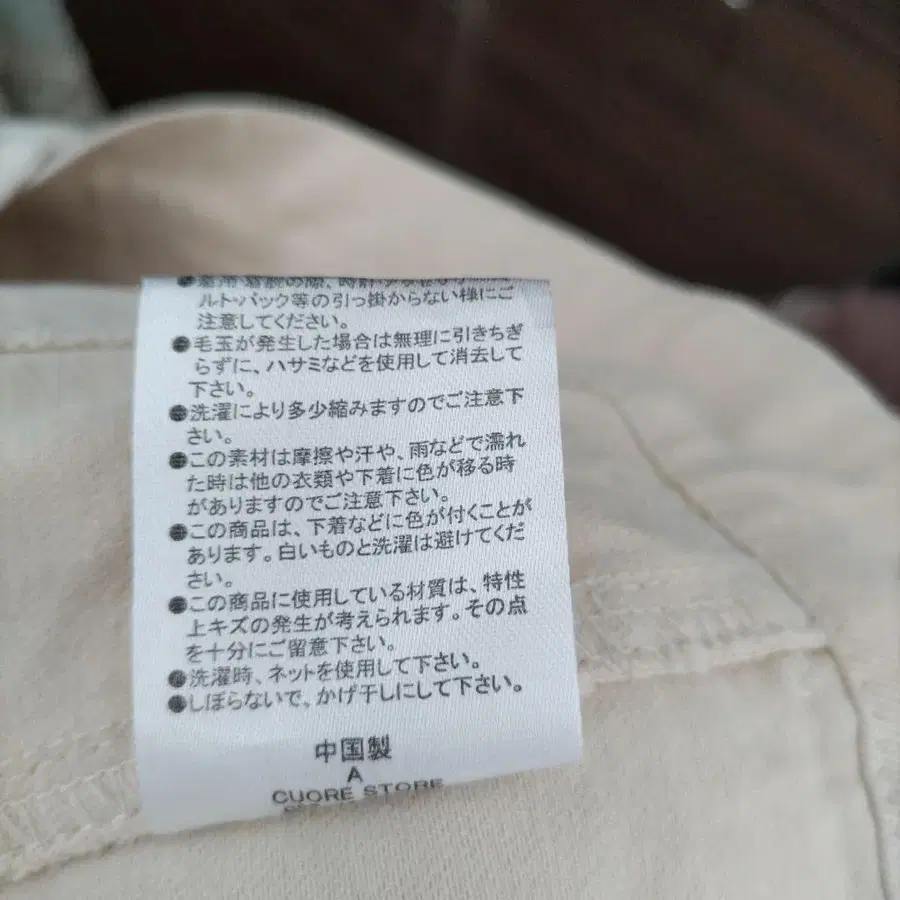 ルト・バック等の引っ掛からない様にご
注意してください。
●毛玉が発生した場合は無理に引きちぎ
らずに、ハサミなどを使用して消去して
下さい。
●洗濯により多少縮みますのでご注意下
さい。
●この素材は摩擦や汗や、雨などで濡れ
た時は他の衣類や下着に色が移る時
がありますのでご注意下さい。
●この商品は、下着などに色が付くことが
あります。白いものと洗濯は避けてくだ
さい。
●この商品に使用している材質は、特性
上キズの発生が考えられます。その点
を十分にご留意下さい。
●洗濯時、ネットを使用して下さい。
●しぼらないで、かげ干しにして下さい。
中国製
A
CUORE STORE